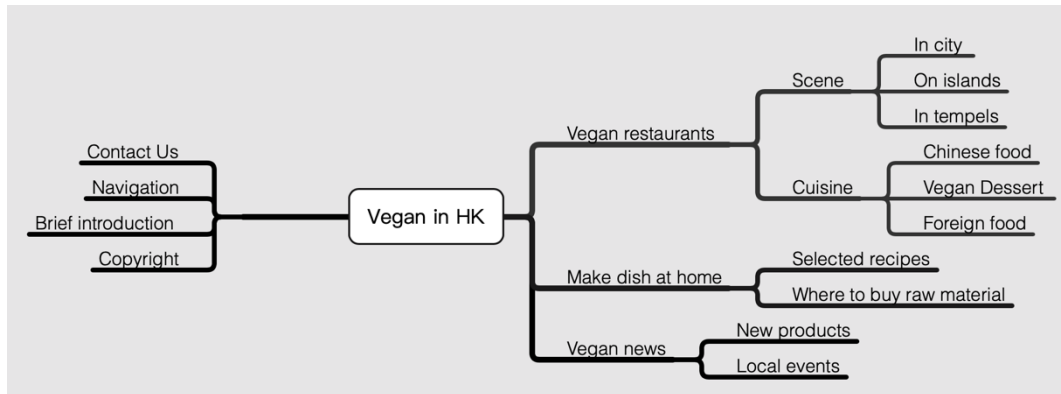 Contact Us
Navigation
Brief introduction
Copyright
Vegan in HK
Vegan restaurants
Scene
In city
On islands
In tempels
Cuisine
Chinese food
Vegan Dessert
Foreign food
Make dish at home
Selected recipes
Where to buy raw material
Vegan news
New products
Local events